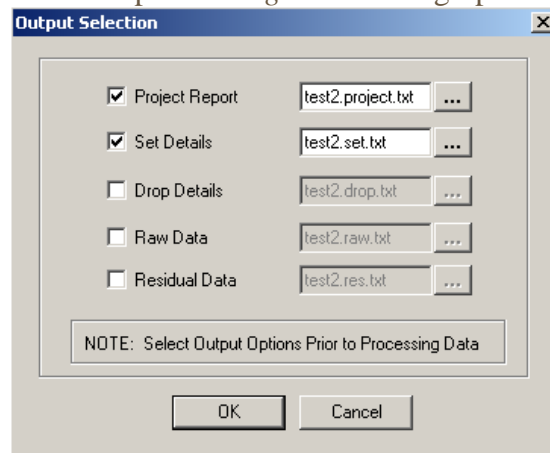 Output Selection
Project Report test2.project.txt ...
Set Details test2.set.txt ...
Drop Details test2.drop.txt ...
Raw Data test2.raw.txt ...
Residual Data test2.res.txt ...
NOTE: Select Output Options Prior to Processing Data
OK Cancel